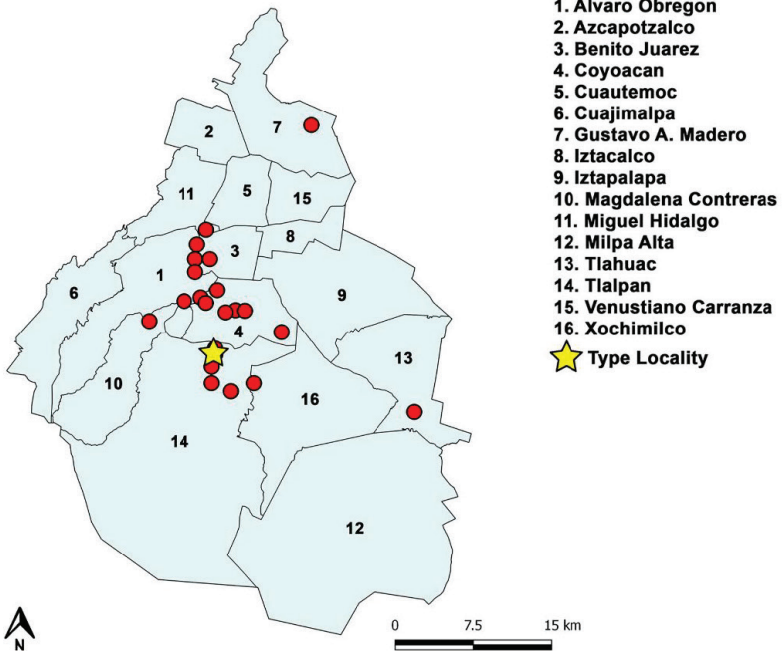 1. Alvaro Obregon
2. Azcapotzalco
3. Benito Juarez
4. Coyoacan
5. Cuautemoc
6. Cuajimalpa
7. Gustavo A. Madero
8. Iztacalco
9. Iztapalapa
10. Magdalena Contreras
11. Miguel Hidalgo
12. Milpa Alta
13. Tlahuac
14. Tlalpan
15. Venustiano Carranza
16. Xochimilco
Type Locality
7
2
11
5
15
8
3
1
6
9
4
13
10
16
14
12
N
0 7.5 15 km